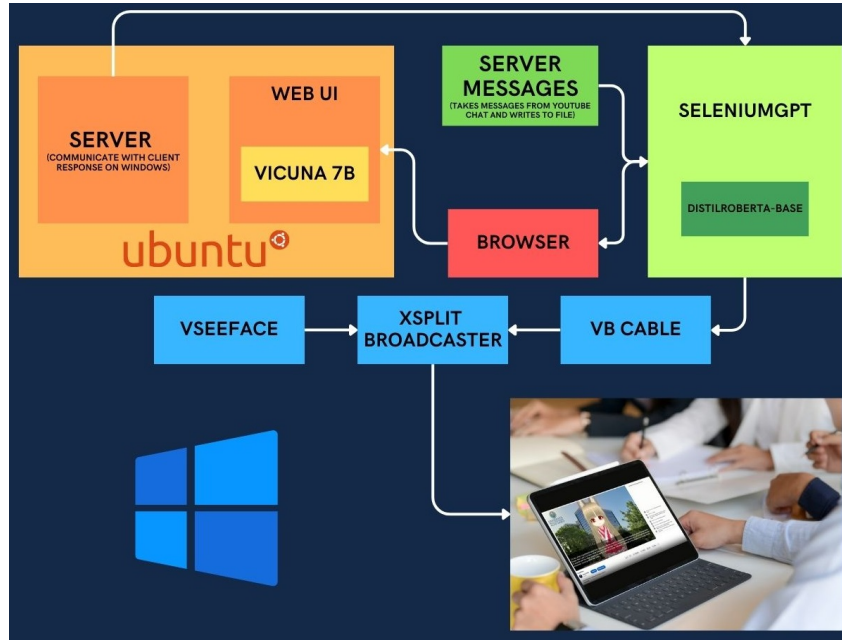 SERVER
(COMMUNICATE WITH CLIENT
RESPONSE ON WINDOWS)
WEB UI
VICUNA 7B
ubuntu
SERVER
MESSAGES
(TAKES MESSAGES FROM YOUTUBE
CHAT AND WRITES TO FILE)
BROWSER
SELENIUMGPT
DISTILROBERTA-BASE
VSEEFACE
XSPLIT
BROADCASTER
VB CABLE